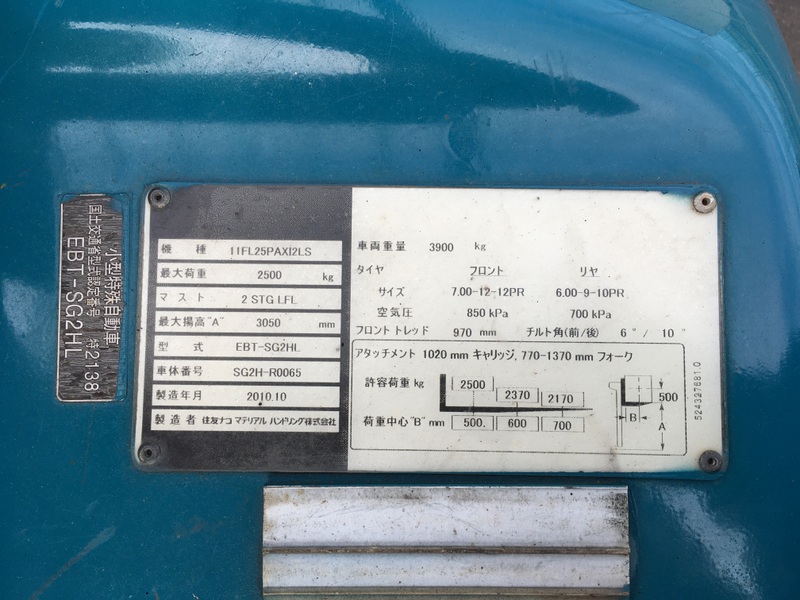 小型特殊自動車
国土交通省型式認定番号 特2138
EBT-SG2HL
機種 11FL25PAXI2LS
最大荷重 2500 kg
マスト 2 STG LFL
最大揚高"A" 3050 mm
型式 EBT-SG2HL
車体番号 SG2H-R0065
製造年月 2010.10
製造者 住友ナコ マテリアル ハンドリング株式会社
車両重量 3900 kg
タイヤ フロント リヤ
サイズ 7.00-12-12PR 6.00-9-10PR
空気圧 850 kPa 700 kPa
フロント トレッド 970 mm チルト角(前/後) 6°/ 10°
アタッチメント 1020 mm キャリッジ, 770-1370 mm フォーク
許容荷重 kg 2500 2370 2170
荷重中心 "B" mm 500. 600 700
500
B
A
524327681.0